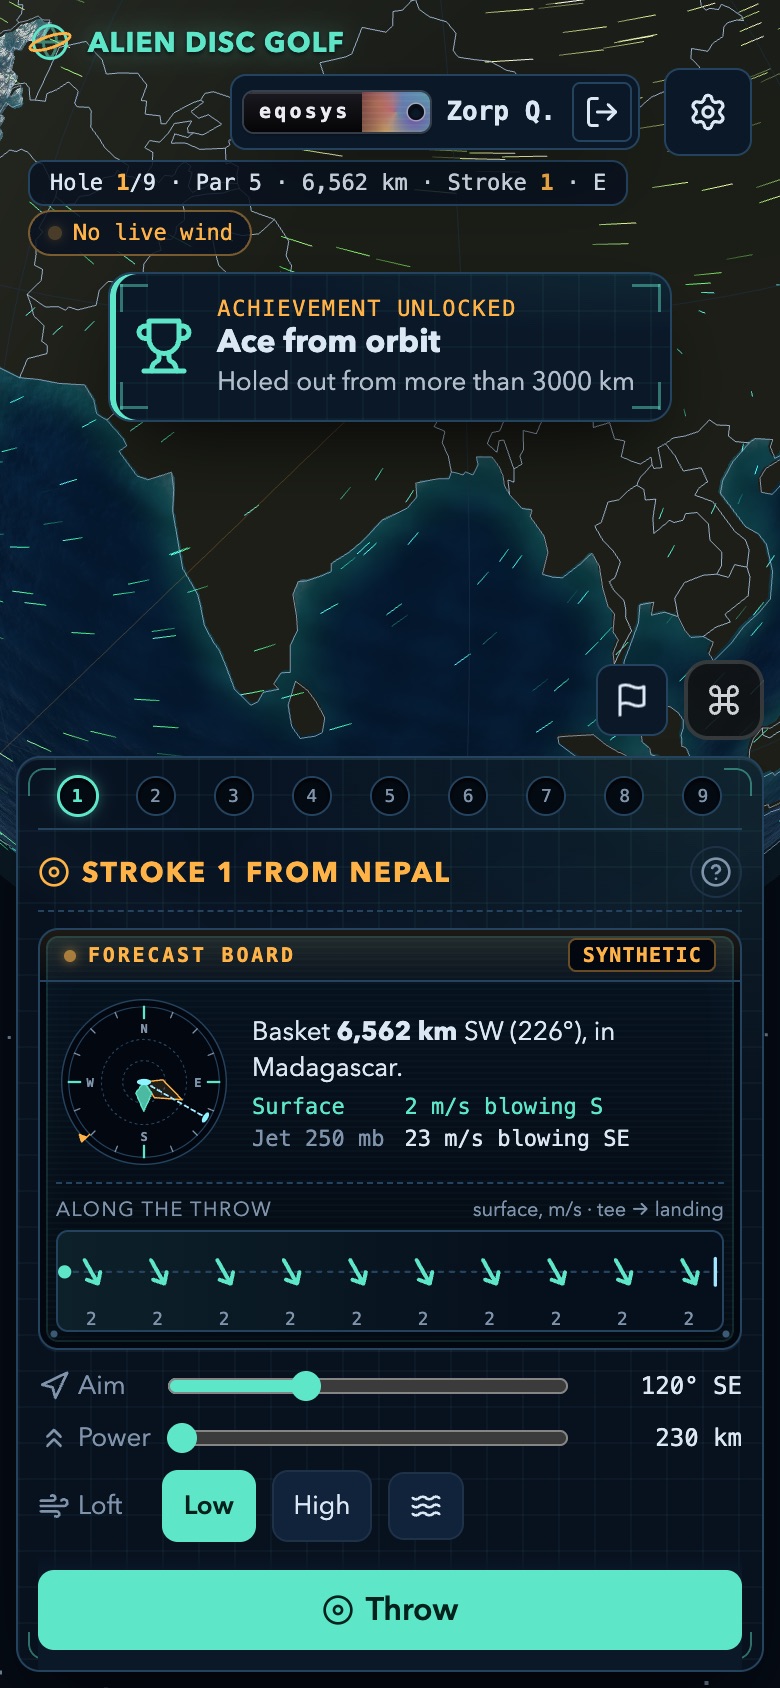 ALIEN DISC GOLF
eqosys Zorp Q.
Hole 1/9 · Par 5 · 6,562 km · Stroke 1 · E
No live wind
ACHIEVEMENT UNLOCKED
Ace from orbit
Holed out from more than 3000 km
1 2 3 4 5 6 7 8 9
STROKE 1 FROM NEPAL
?
FORECAST BOARD SYNTHETIC
N
W E
S
Basket 6,562 km SW (226°), in
Madagascar.
Surface 2 m/s blowing S
Jet 250 mb 23 m/s blowing SE
ALONG THE THROW surface, m/s · tee → landing
2 2 2 2 2 2 2 2 2 2
Aim 120° SE
Power 230 km
Loft Low High
Throw